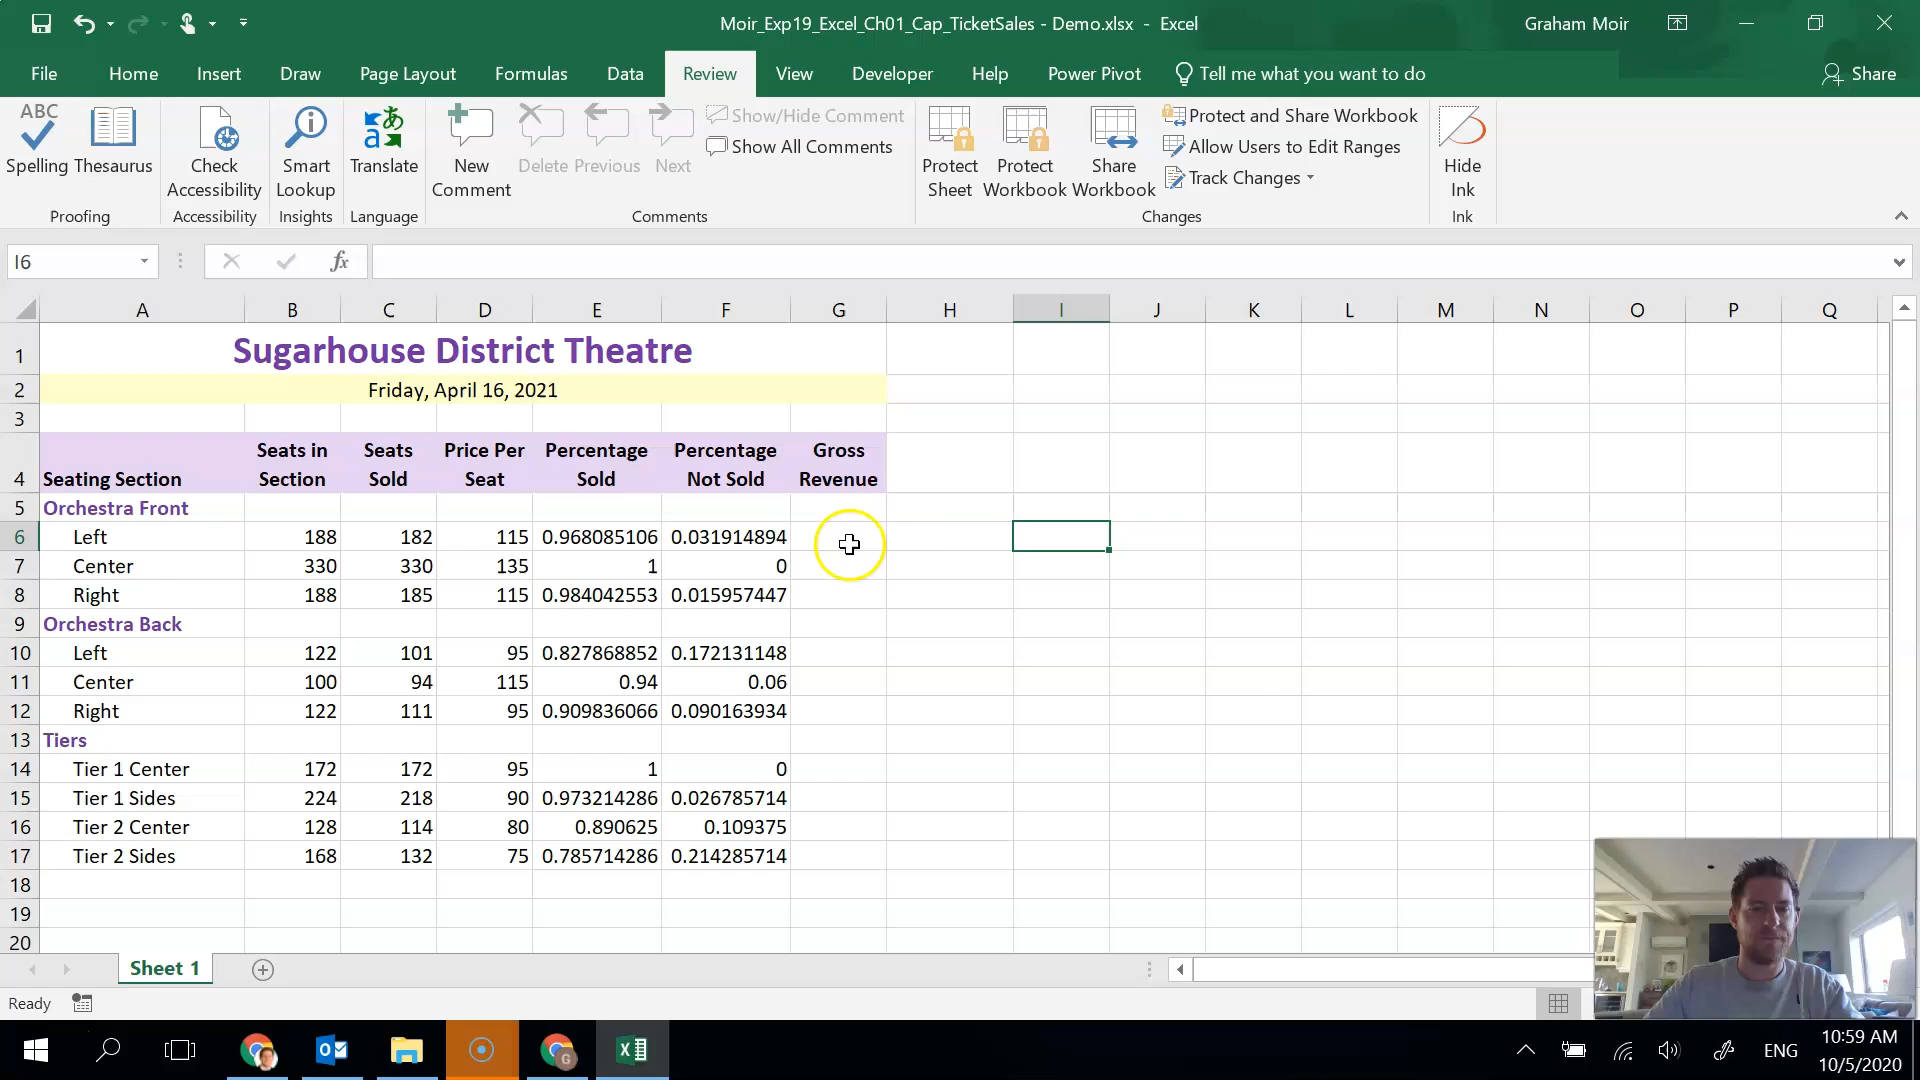 Moir_Exp19_Excel_Ch01_Cap_TicketSales - Demo.xlsx - Excel
Graham Moir
File Home Insert Draw Page Layout Formulas Data Review View Developer Help Power Pivot Tell me what you want to do Share
ABC
Spelling
Thesaurus
Proofing
Check
Accessibility
Accessibility
Smart
Lookup
Insights
Translate
Language
New
Comment
Delete Previous Next
Show/Hide Comment
Show All Comments
Comments
Protect
Sheet
Protect
Workbook
Share
Workbook
Protect and Share Workbook
Allow Users to Edit Ranges
Track Changes
Changes
Hide
Ink
Ink
I6 fx
A B C D E F G H I J K L M N O P Q
1 Sugarhouse District Theatre
2 Friday, April 16, 2021
3
Seats in Seats Price Per Percentage Percentage Gross
4 Seating Section Section Sold Seat Sold Not Sold Revenue
5 Orchestra Front
6 Left 188 182 115 0.968085106 0.031914894
7 Center 330 330 135 1 0
8 Right 188 185 115 0.984042553 0.015957447
9 Orchestra Back
10 Left 122 101 95 0.827868852 0.172131148
11 Center 100 94 115 0.94 0.06
12 Right 122 111 95 0.909836066 0.090163934
13 Tiers
14 Tier 1 Center 172 172 95 1 0
15 Tier 1 Sides 224 218 90 0.973214286 0.026785714
16 Tier 2 Center 128 114 80 0.890625 0.109375
17 Tier 2 Sides 168 132 75 0.785714286 0.214285714
18
19
20
Sheet 1
Ready
ENG
10:59 AM
10/5/2020